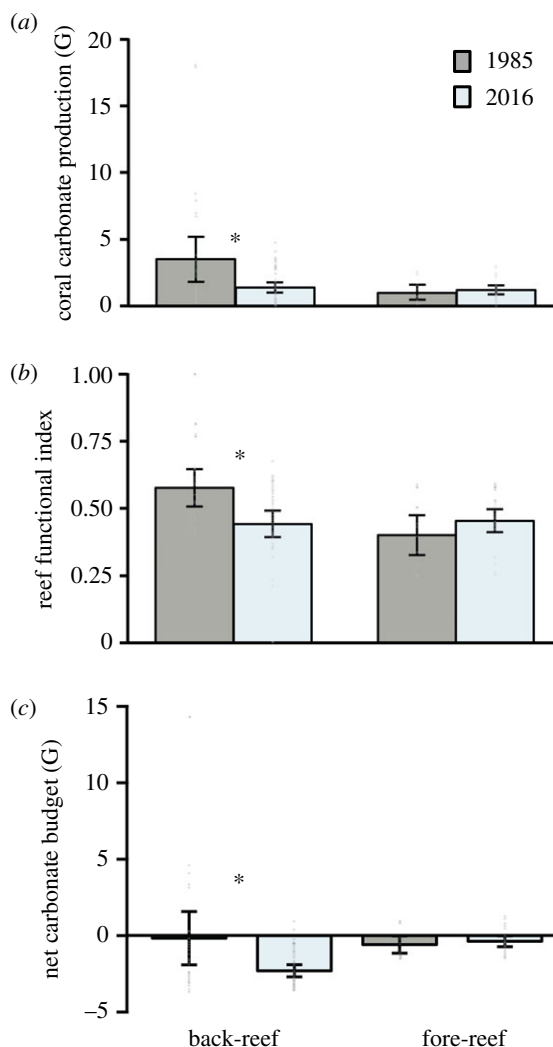 (a)
coral carbonate production (G)
20
15
10
5
0
*
1985
2016
(b)
reef functional index
1.00
0.75
0.50
0.25
0
*
(c)
net carbonate budget (G)
15
10
5
0
–5
*
back-reef fore-reef